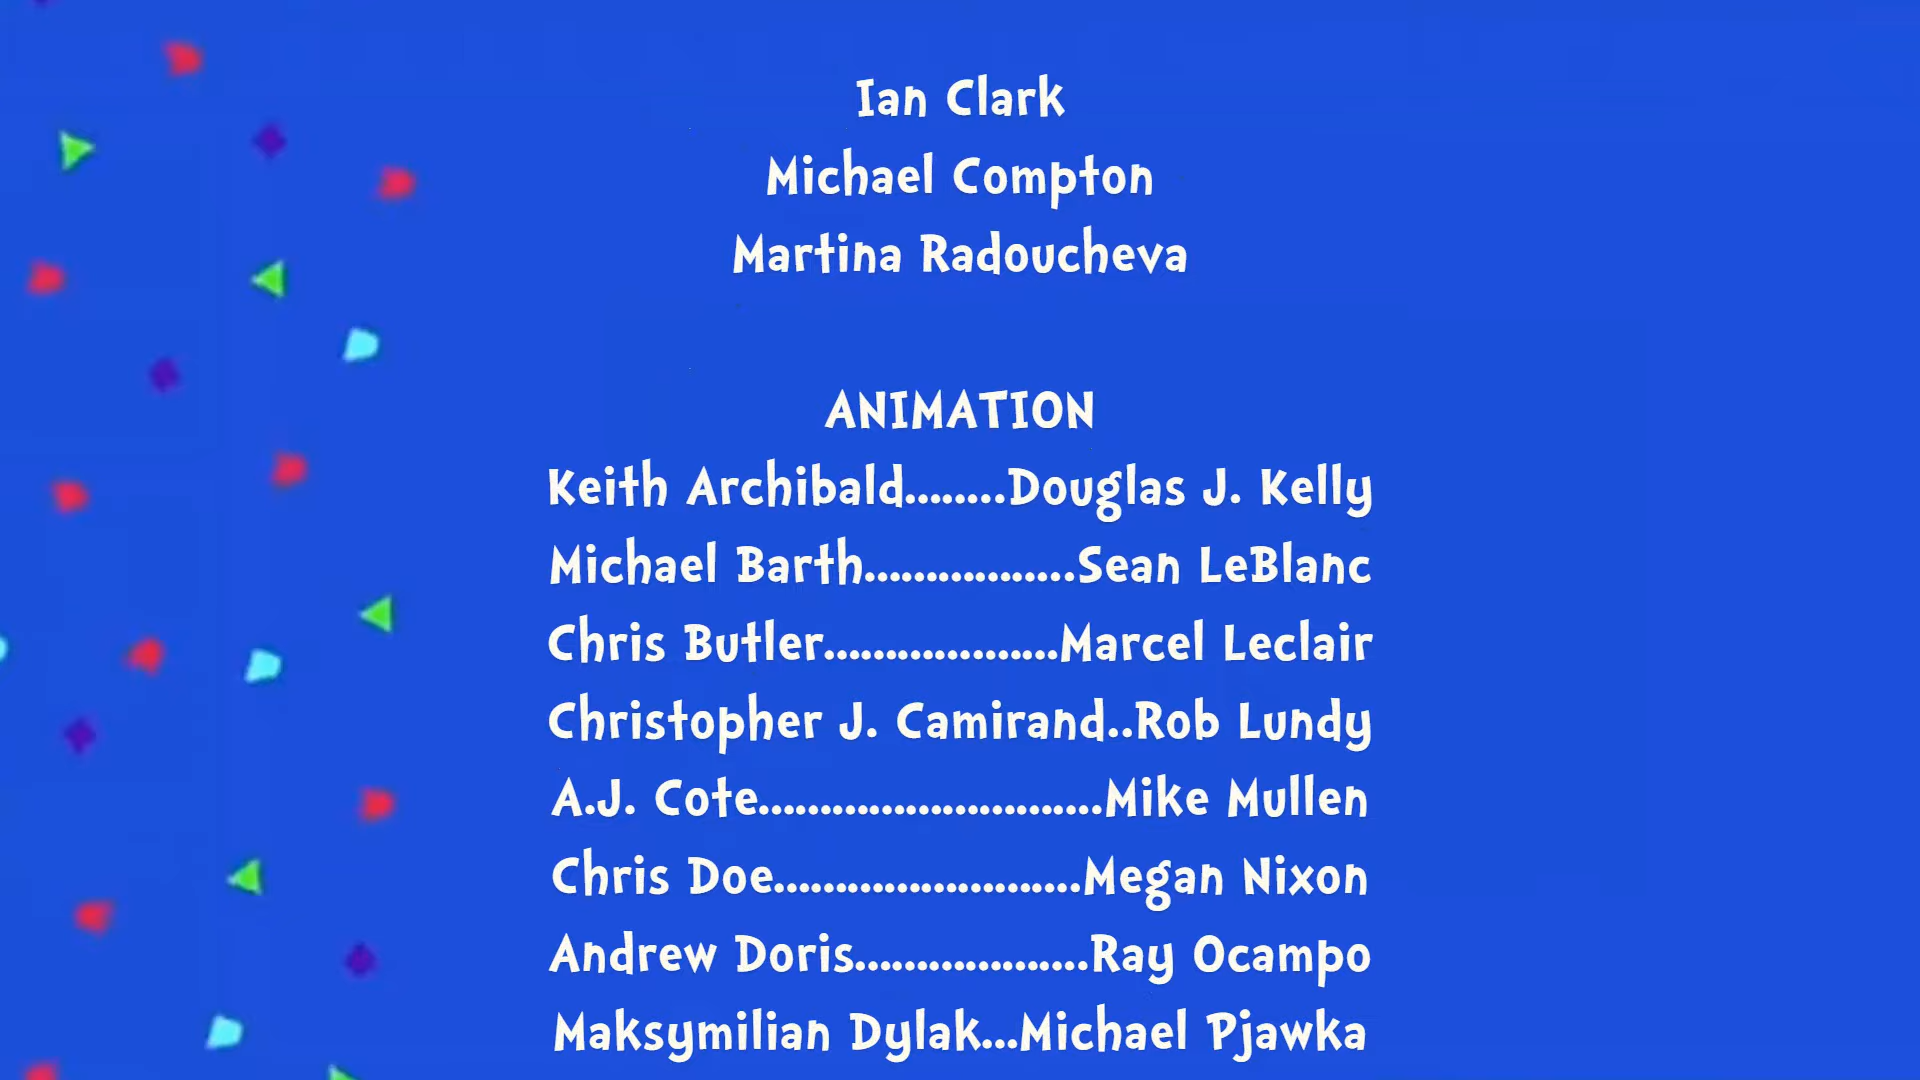 Ian Clark
Michael Compton
Martina Radoucheva
ANIMATION
Keith Archibald........Douglas J. Kelly
Michael Barth.................Sean LeBlanc
Chris Butler...................Marcel Leclair
Christopher J. Camirand..Rob Lundy
A.J. Cote............................Mike Mullen
Chris Doe.........................Megan Nixon
Andrew Doris...................Ray Ocampo
Maksymilian Dylak...Michael Pjawka